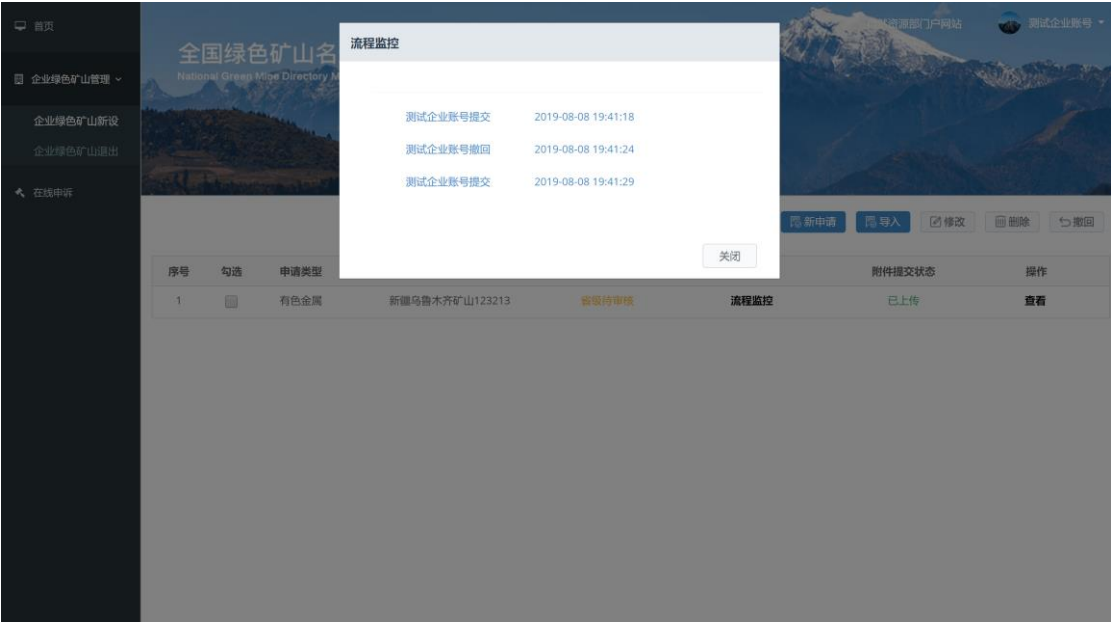 首页
企业绿色矿山管理
企业绿色矿山新设
企业绿色矿山退出
在线申诉
全国绿色矿山名
National Green Mine Directory M
资源部门户网站
测试企业账号
流程监控
测试企业账号提交 2019-08-08 19:41:18
测试企业账号撤回 2019-08-08 19:41:24
测试企业账号提交 2019-08-08 19:41:29
关闭
新申请 导入 修改 删除 撤回
序号 勾选 申请类型 附件提交状态 操作
1 有色金属 新疆乌鲁木齐矿山123213 省级待审核 流程监控 已上传 查看